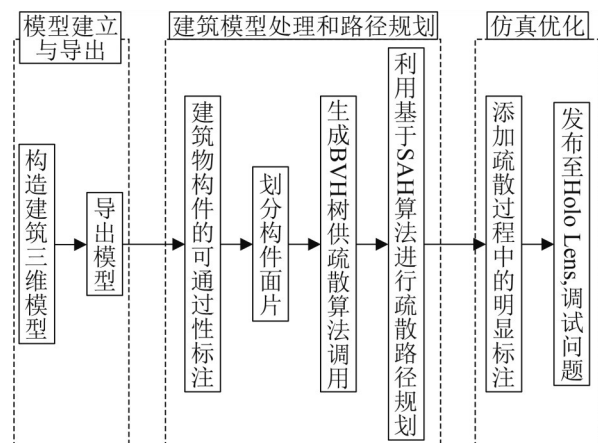 模型建立
与导出
建筑模型处理和路径规划
仿真优化
构造建筑三维模型
导出模型
建筑物构件的可通过性标注
划分构件面片
生成BVH树供疏散算法调用
利用基于SAH算法进行疏散路径规划
添加疏散过程中的明显标注
发布至Holo Lens,调试问题